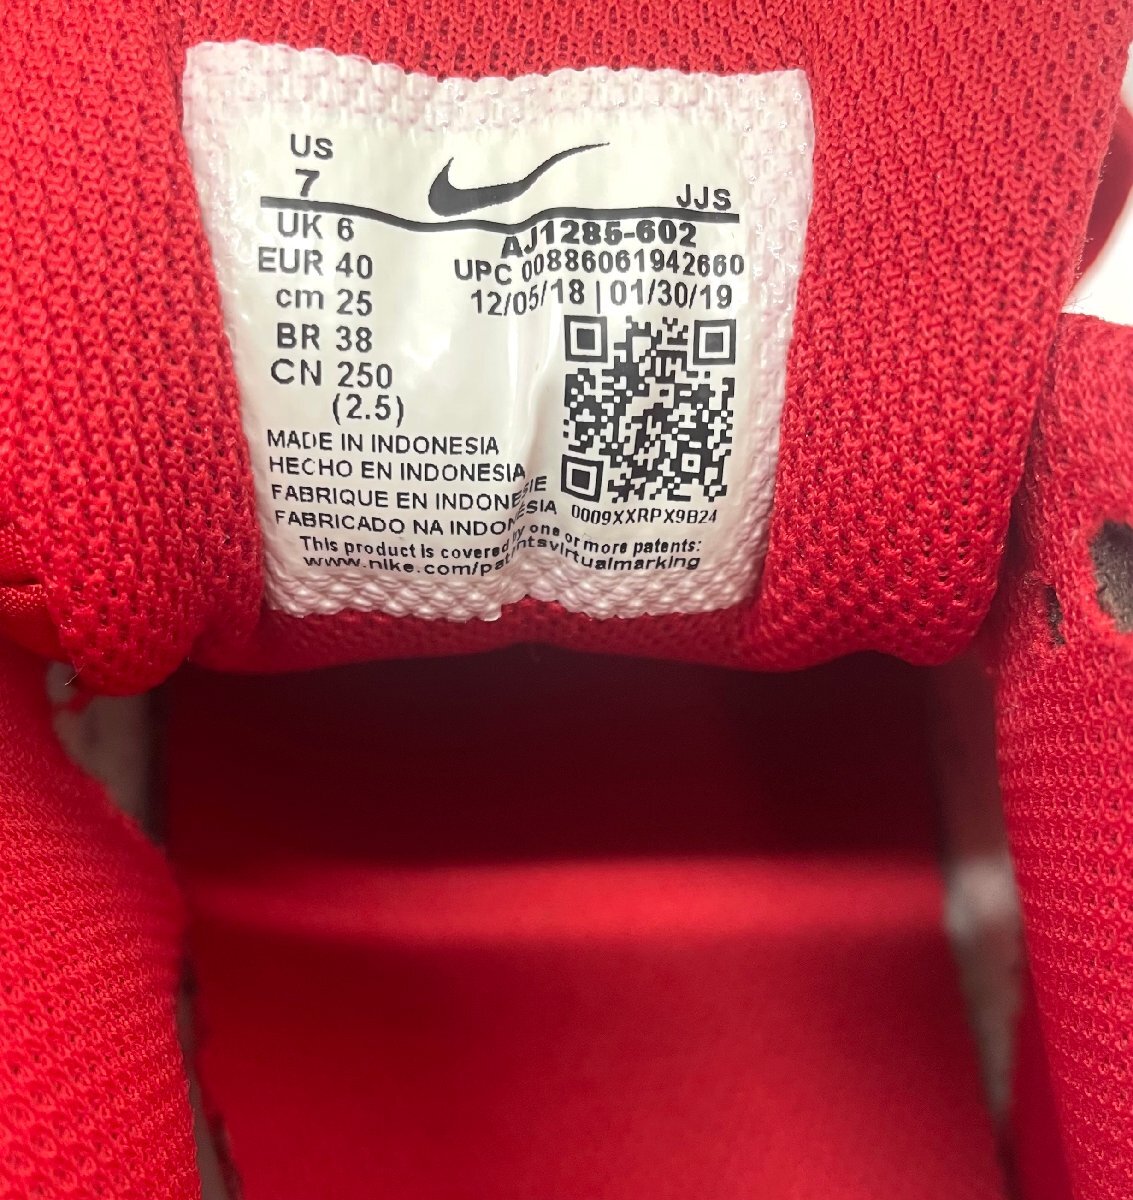 US
7
JJS
UK 6
EUR 40
cm 25
BR 38
CN 250
(2.5)
AJ1285-602
UPC 00886061942660
12/05/18 | 01/30/19
MADE IN INDONESIA
HECHO EN INDONESIA
FABRIQUE EN INDONESIE
FABRICADO NA INDONESIA
0009XXRPX9B24
This product is covered by one or more patents:
www.nike.com/patentsvirtualmarking